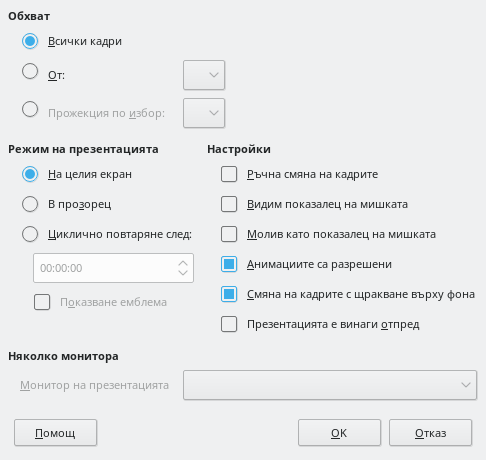 Обхват
Всички кадри
От:
Прожекция по избор:
Режим на презентацията
На целия екран
В прозорец
Циклично повтаряне след:
00:00:00
Показване емблема
Настройки
Ръчна смяна на кадрите
Видим показалец на мишката
Молив като показалец на мишката
Анимациите са разрешени
Смяна на кадрите с щракване върху фона
Презентацията е винаги отпред
Няколко монитора
Монитор на презентацията
Помощ
OK
Отказ